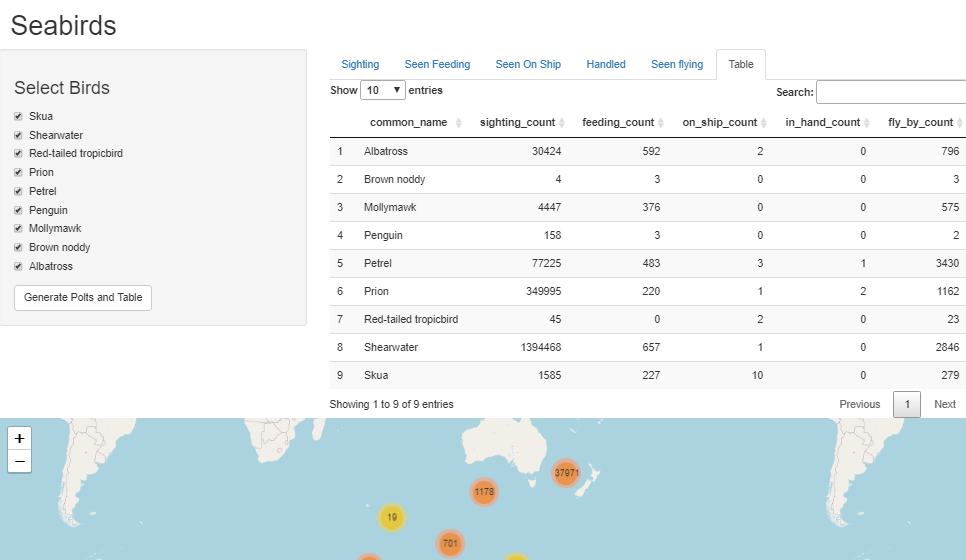 Seabirds
Select Birds
Skua
Shearwater
Red-tailed tropicbird
Prion
Petrel
Penguin
Mollymawk
Brown noddy
Albatross
Generate Polts and Table
Sighting Seen Feeding Seen On Ship Handled Seen flying Table
Show 10 entries Search:
common_name sighting_count feeding_count on_ship_count in_hand_count fly_by_count
1 Albatross 30424 592 2 0 796
2 Brown noddy 4 3 0 0 3
3 Mollymawk 4447 376 0 0 575
4 Penguin 158 3 0 0 2
5 Petrel 77225 483 3 1 3430
6 Prion 349995 220 1 2 1162
7 Red-tailed tropicbird 45 0 2 0 23
8 Shearwater 1394468 657 1 0 2846
9 Skua 1585 227 10 0 279
Showing 1 to 9 of 9 entries Previous 1 Next
+
−
37971
1178
19
701